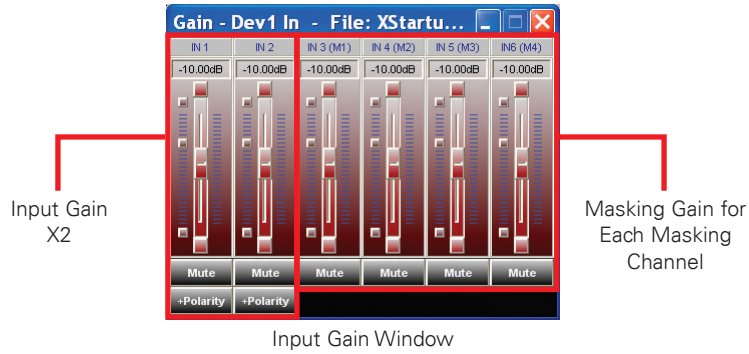 Gain - Dev1 In - File: XStartu...
IN 1 IN 2 IN 3 (M1) IN 4 (M2) IN 5 (M3) IN6 (M4)
-10.00dB -10.00dB -10.00dB -10.00dB -10.00dB -10.00dB
Input Gain
X2
Masking Gain for
Each Masking
Channel
Mute Mute Mute Mute Mute Mute
+Polarity +Polarity
Input Gain Window